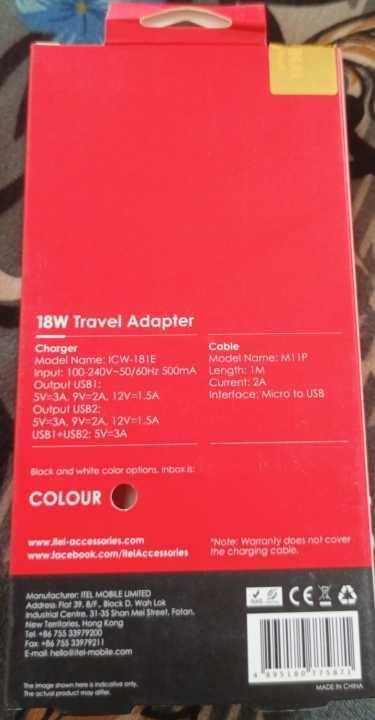 18W Travel Adapter
Charger
Model Name: ICW-181E
Input: 100-240V~50/60Hz 500mA
Output USB1:
5V=3A, 9V=2A, 12V=1.5A
Output USB2:
5V=3A, 9V=2A, 12V=1.5A
USB1+USB2: 5V=3A
Cable
Model Name: M11P
Length: 1M
Current: 2A
Interface: Micro to USB
Black and white color options, inbox is:
COLOUR
www.itel-accessories.com
www.facebook.com/itelAccessories
*Note: Warranty does not cover
the charging cable.
Manufacturer: ITEL MOBILE LIMITED
Address: Flat 39, 8/F., Block D, Wah Lok
Industrial Centre, 31-35 Shan Mei Street, Fotan,
New Territories, Hong Kong
Tel: +86 755 33979200
Fax: +86 755 33979211
E-mail: hello@itel-mobile.com
The image shown here is indicative only.
The actual product may differ.
CE
4 895180 775871
MADE IN CHINA